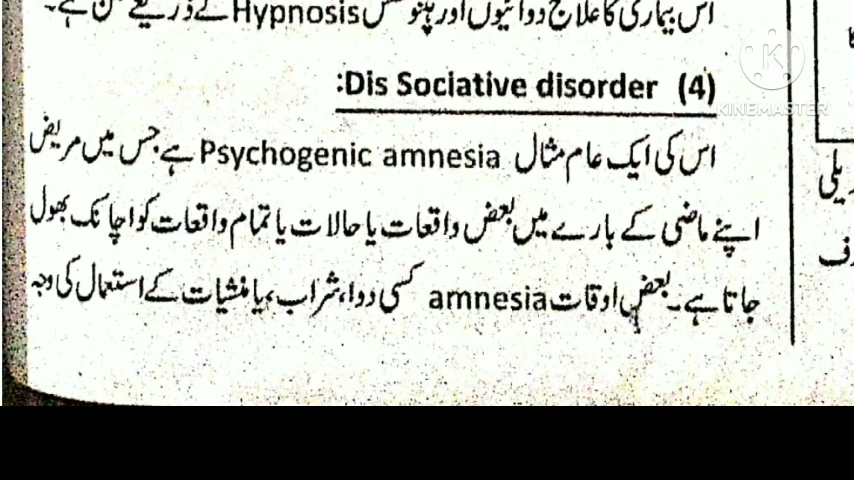 اس بیماری کا علاج دوائیوں اور ہپنوسس Hypnosis کے ذریعے ممکن ہے۔
(4) Dis Sociative disorder:
اس کی ایک عام مثال Psychogenic amnesia ہے جس میں مریض
اپنے ماضی کے بارے میں بعض واقعات یا حالات یا تمام واقعات کو اچانک بھول
جاتا ہے۔ بعض اوقات amnesia کسی دوا، شراب، یا منشیات کے استعمال کی وجہ
KINEMASTER